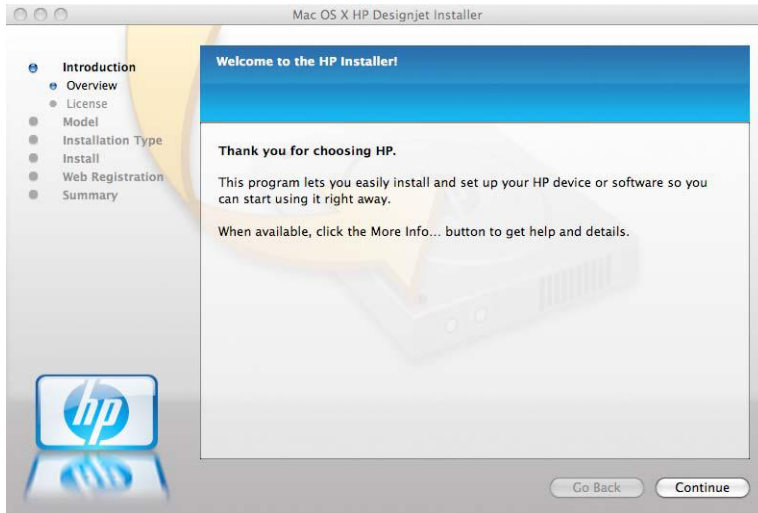 Mac OS X HP Designjet Installer
Introduction
Overview
License
Model
Installation Type
Install
Web Registration
Summary
Welcome to the HP Installer!
Thank you for choosing HP.
This program lets you easily install and set up your HP device or software so you
can start using it right away.
When available, click the More Info... button to get help and details.
hp
Go Back
Continue